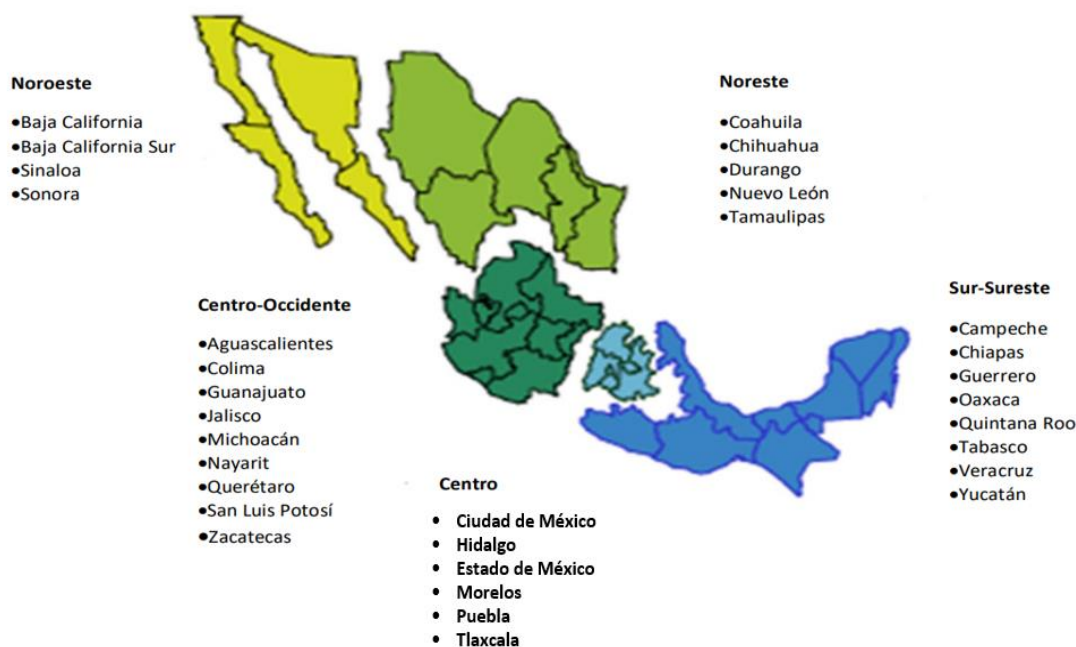 Noroeste
•Baja California
•Baja California Sur
•Sinaloa
•Sonora
Noreste
•Coahuila
•Chihuahua
•Durango
•Nuevo León
•Tamaulipas
Centro-Occidente
•Aguascalientes
•Colima
•Guanajuato
•Jalisco
•Michoacán
•Nayarit
•Querétaro
•San Luis Potosí
•Zacatecas
Centro
• Ciudad de México
• Hidalgo
• Estado de México
• Morelos
• Puebla
• Tlaxcala
Sur-Sureste
•Campeche
•Chiapas
•Guerrero
•Oaxaca
•Quintana Roo
•Tabasco
•Veracruz
•Yucatán